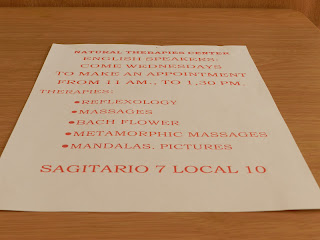 NATURAL THERAPIES CENTER
ENGLISH SPEAKERS:
COME WEDNESDAYS
TO MAKE AN APPOINTMENT
FROM 11 AM., TO 1,30 PM.
THERAPIES:
•REFLEXOLOGY
•MASSAGES
•BACH FLOWER
•METAMORPHIC MASSAGES
•MANDALAS. PICTURES
SAGITARIO 7 LOCAL 10